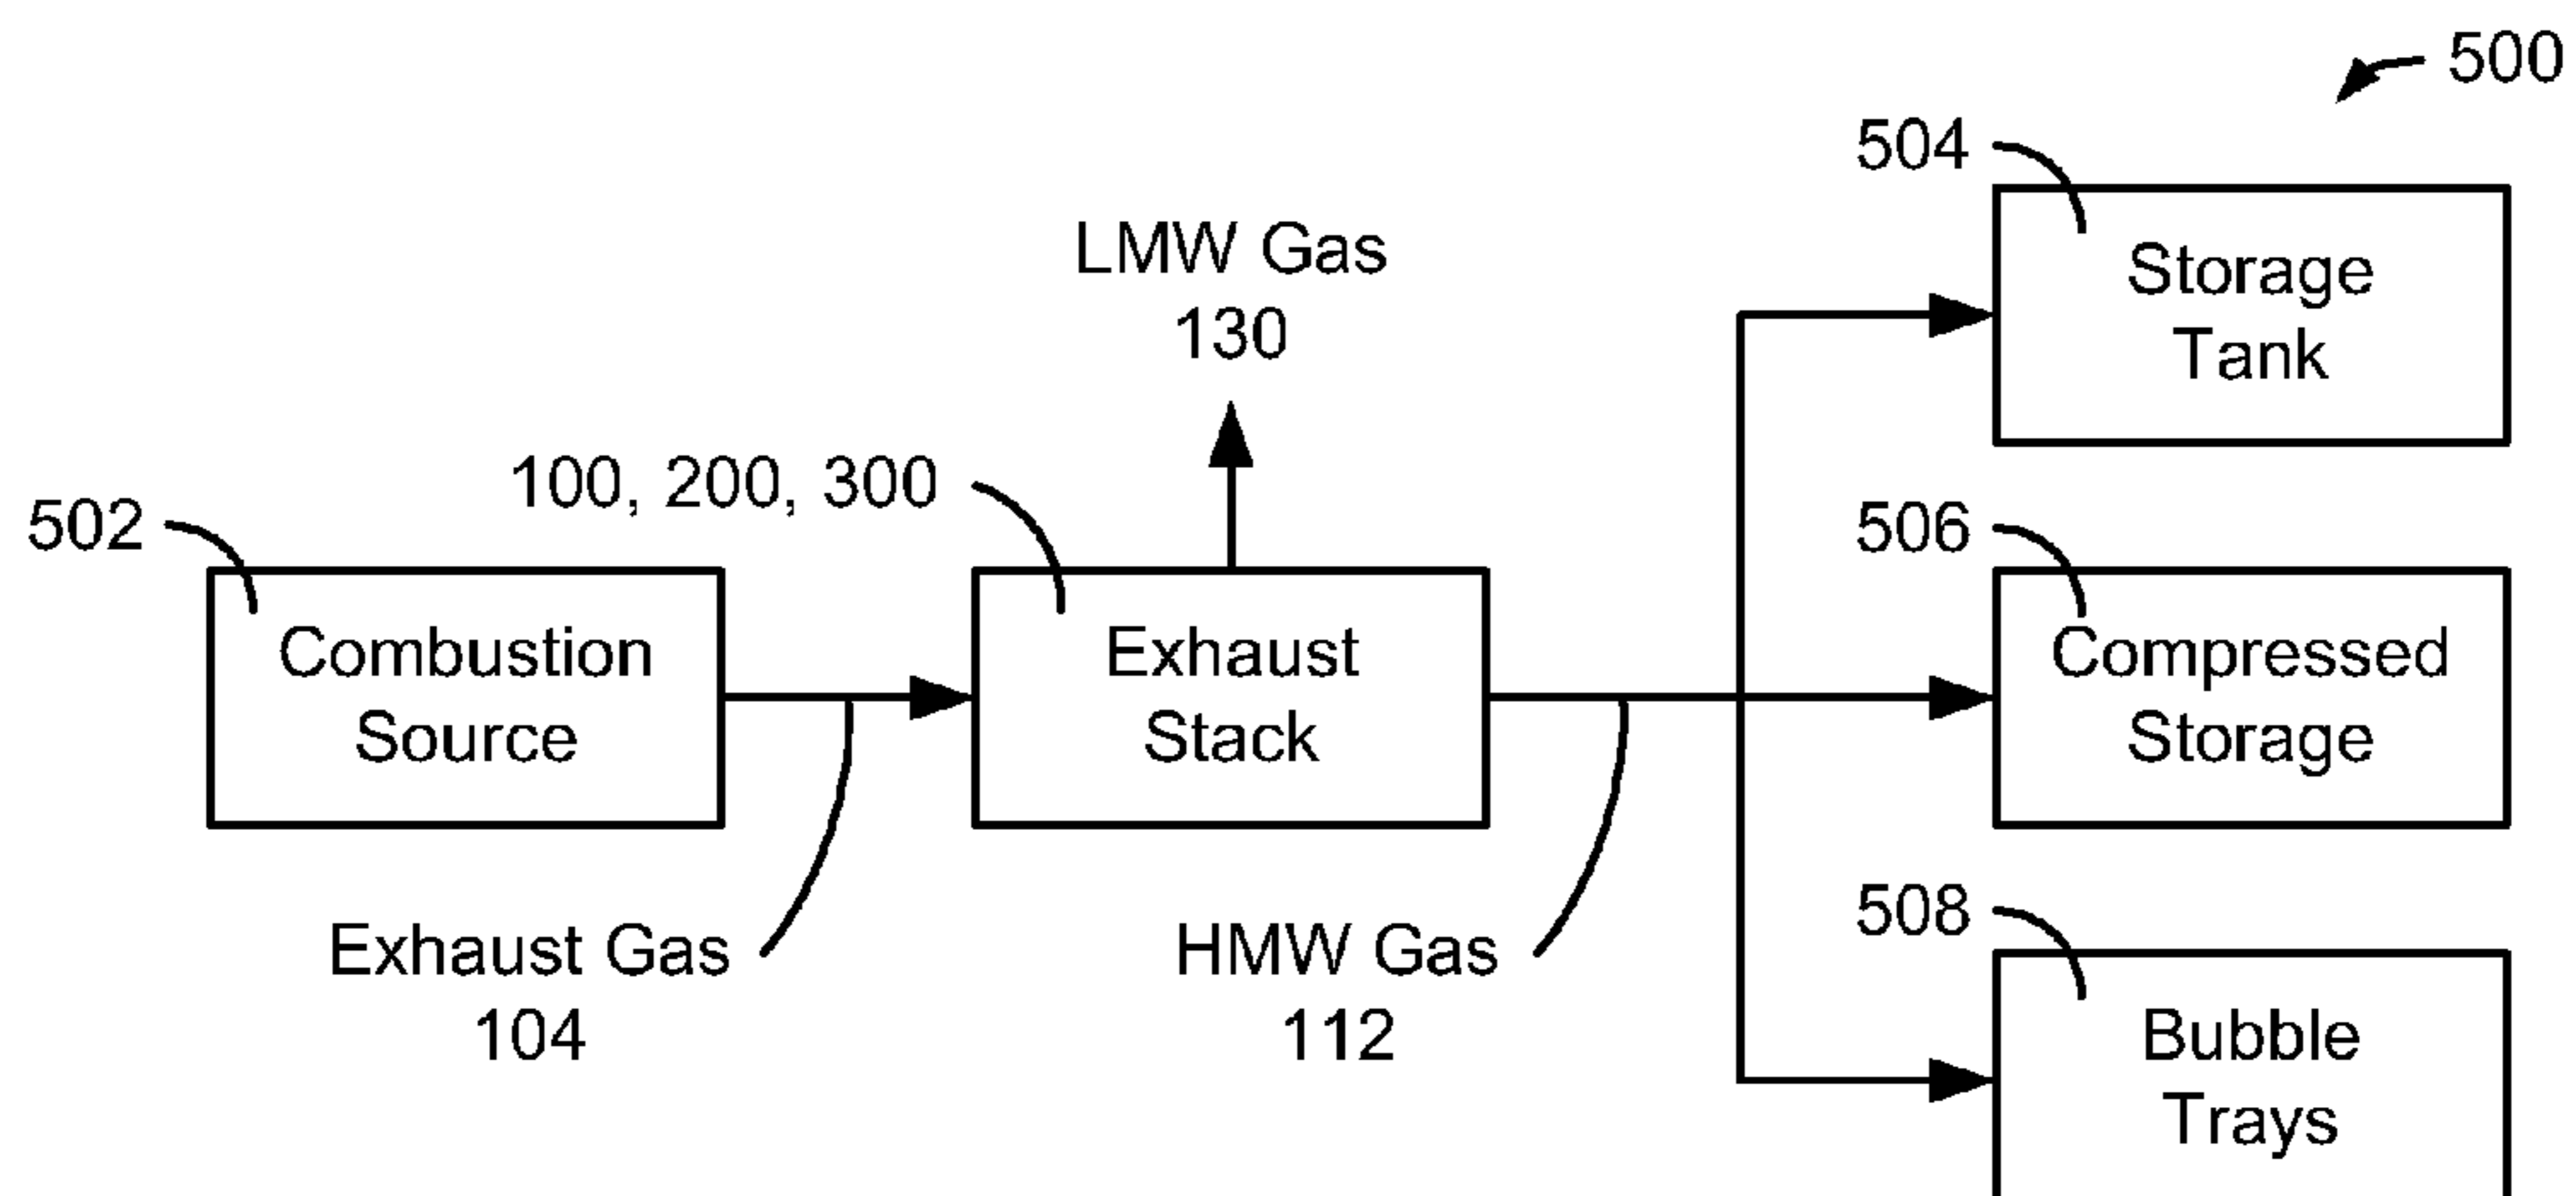 500
504
Storage
Tank
LMW Gas
130
100, 200, 300
502
506
Combustion
Source
Exhaust
Stack
Compressed
Storage
508
Exhaust Gas
104
HMW Gas
112
Bubble
Trays